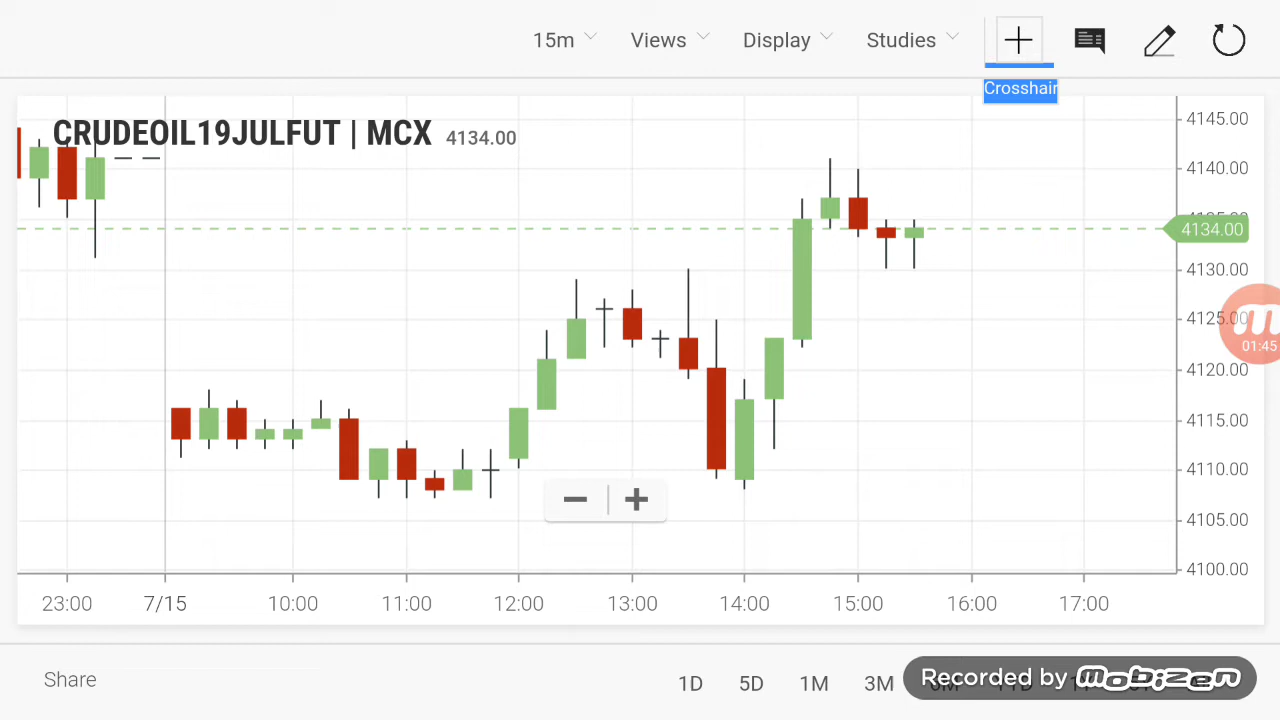 15m Views Display Studies
Crosshair
CRUDEOIL19JULFUT | MCX 4134.00
4145.00
4140.00
4135.00
4134.00
4130.00
4125.00
01:45
4120.00
4115.00
4110.00
4105.00
4100.00
23:00 7/15 10:00 11:00 12:00 13:00 14:00 15:00 16:00 17:00
Share 1D 5D 1M 3M
Recorded by mobizen